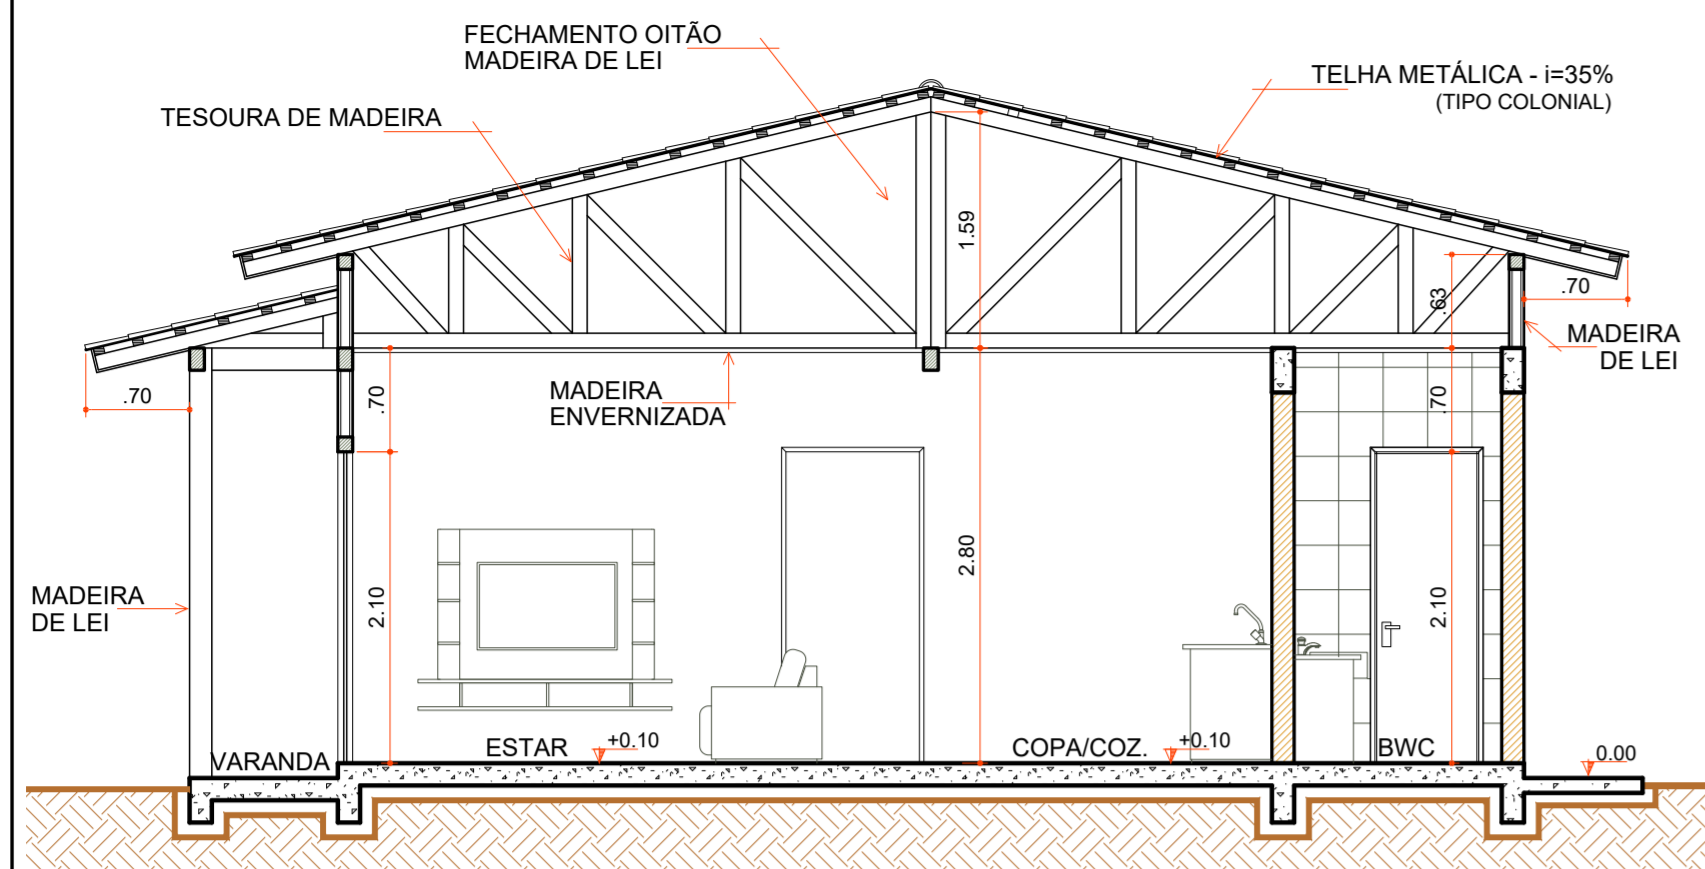 FECHAMENTO OITÃO
MADEIRA DE LEI
TELHA METÁLICA - i=35%
(TIPO COLONIAL)
TESOURA DE MADEIRA
1.59
.63
.70
MADEIRA
DE LEI
.70
.70
MADEIRA
ENVERNIZADA
.70
2.80
2.10
2.10
MADEIRA
DE LEI
VARANDA
ESTAR
+0.10
COPA/COZ.
+0.10
BWC
0.00